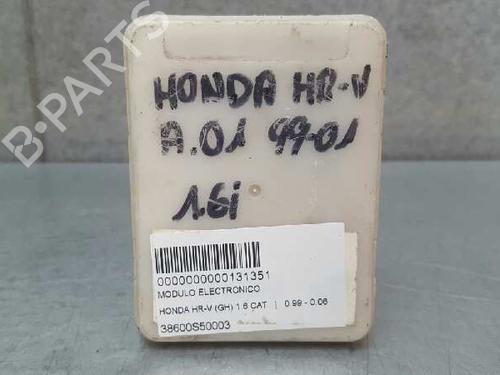 B-PARTS
HONDA HR-V
A.01 99-01
1.6i
0000000000131351
MODULO ELECTRONICO
HONDA HR-V (GH) 1.6 CAT | 0.99 - 0.06
38600S50003